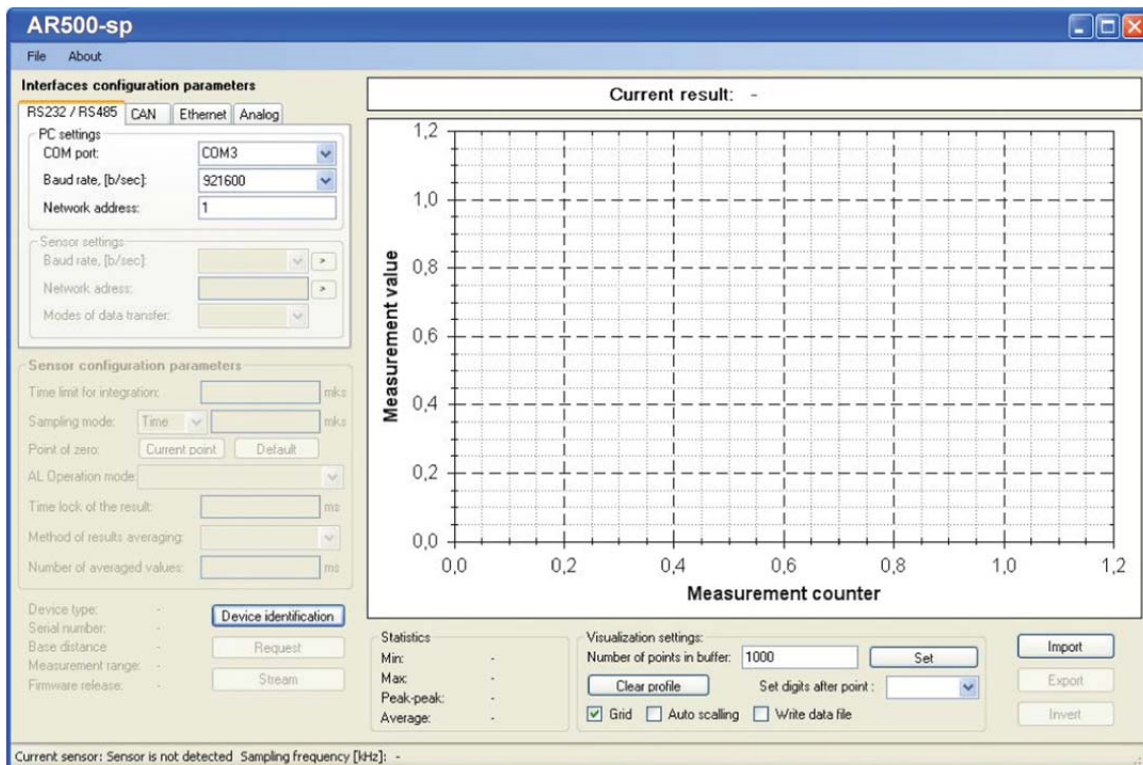 AR500-sp
File About
Interfaces configuration parameters
RS232 / RS485 CAN Ethernet Analog
PC settings
COM port: COM3
Baud rate, [b/sec]: 921600
Network address: 1
Sensor settings
Baud rate, [b/sec]: >
Network adress: >
Modes of data transfer:
Sensor configuration parameters
Time limit for integration: mks
Sampling mode: Time mks
Point of zero: Current point Default
AL Operation mode:
Time lock of the result: ms
Method of results averaging:
Number of averaged values: ms
Device type: -
Serial number: -
Base distance -
Measurement range: -
Firmware release: -
Device identification
Request
Stream
Current result: -
Measurement value
1,2
1,0
0,8
0,6
0,4
0,2
0,0
0,0 0,2 0,4 0,6 0,8 1,0 1,2
Measurement counter
Statistics
Min: -
Max: -
Peak-peak: -
Average: -
Visualization settings:
Number of points in buffer: 1000 Set
Clear profile Set digits after point :
Grid Auto scalling Write data file
Import
Export
Invert
Current sensor: Sensor is not detected Sampling frequency [kHz]: -